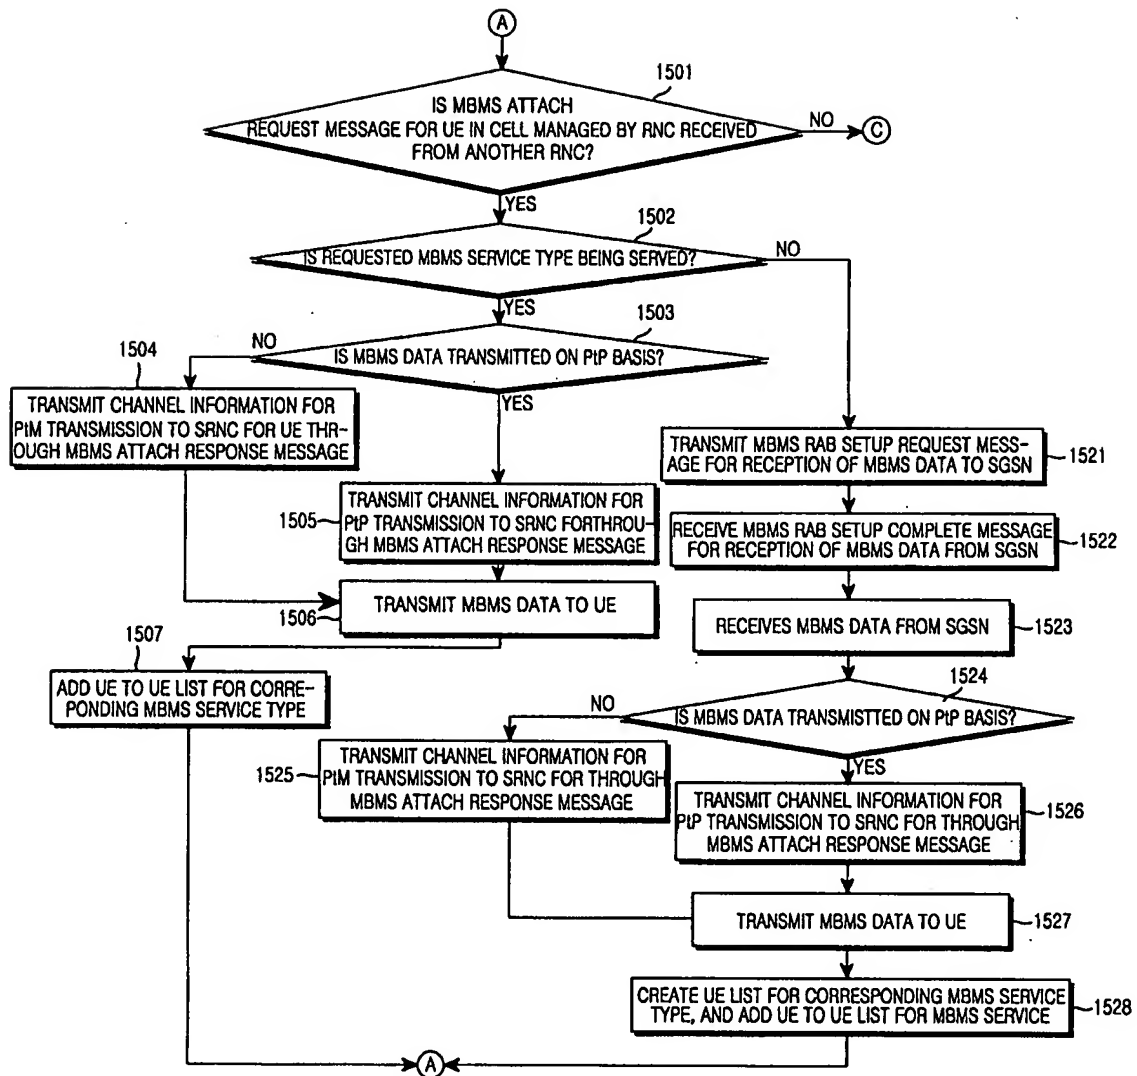 A
1501
IS MBMS ATTACH
REQUEST MESSAGE FOR UE IN CELL MANAGED BY RNC RECEIVED
FROM ANOTHER RNC?
NO
C
YES
1502
IS REQUESTED MBMS SERVICE TYPE BEING SERVED?
NO
YES
1503
NO
IS MBMS DATA TRANSMITTED ON PtP BASIS?
YES
1504
TRANSMIT CHANNEL INFORMATION FOR
PtM TRANSMISSION TO SRNC FOR UE THR-
OUGH MBMS ATTACH RESPONSE MESSAGE
TRANSMIT MBMS RAB SETUP REQUEST MESS-
AGE FOR RECEPTION OF MBMS DATA TO SGSN
1521
1505
TRANSMIT CHANNEL INFORMATION FOR
PtP TRANSMISSION TO SRNC FORTHROU-
GH MBMS ATTACH RESPONSE MESSAGE
RECEIVE MBMS RAB SETUP COMPLETE MESSAGE
FOR RECEPTION OF MBMS DATA FROM SGSN
1522
1506
TRANSMIT MBMS DATA TO UE
RECEIVES MBMS DATA FROM SGSN
1523
1507
ADD UE TO UE LIST FOR CORRE-
PONDING MBMS SERVICE TYPE
1524
NO
IS MBMS DATA TRANSMISTTED ON PtP BASIS?
YES
1525
TRANSMIT CHANNEL INFORMATION FOR
PtM TRANSMISSION TO SRNC FOR THROUGH
MBMS ATTACH RESPONSE MESSAGE
TRANSMIT CHANNEL INFORMATION FOR
PtP TRANSMISSION TO SRNC FOR THROUGH
MBMS ATTACH RESPONSE MESSAGE
1526
TRANSMIT MBMS DATA TO UE
1527
CREATE UE LIST FOR CORRESPONDING MBMS SERVICE
TYPE, AND ADD UE TO UE LIST FOR MBMS SERVICE
1528
A